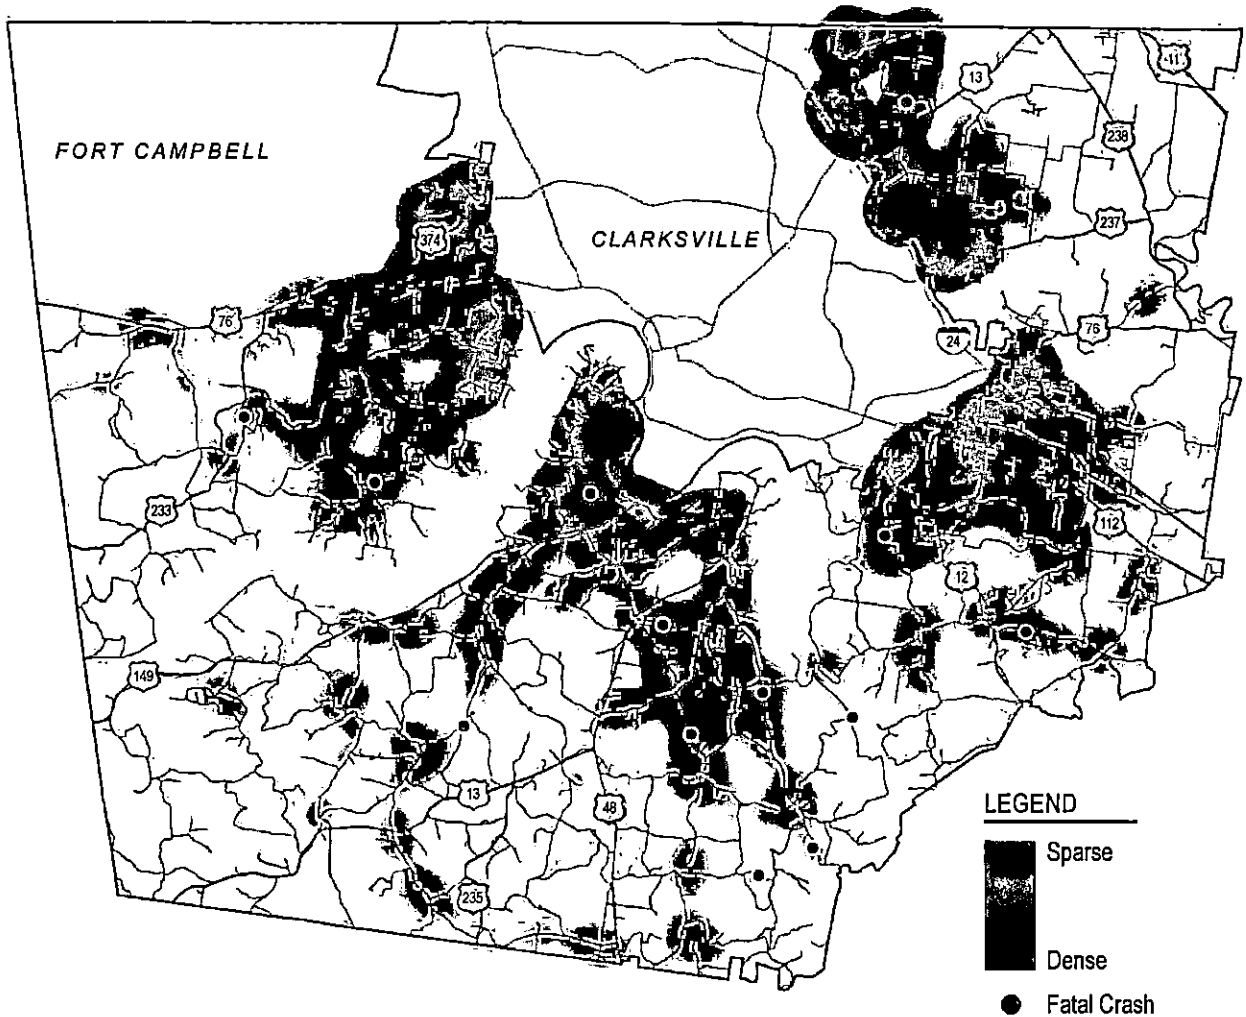 FORT CAMPBELL
CLARKSVILLE
13
238
237
374
76
76
24
233
112
12
149
13
48
235
LEGEND
Sparse
Dense
Fatal Crash